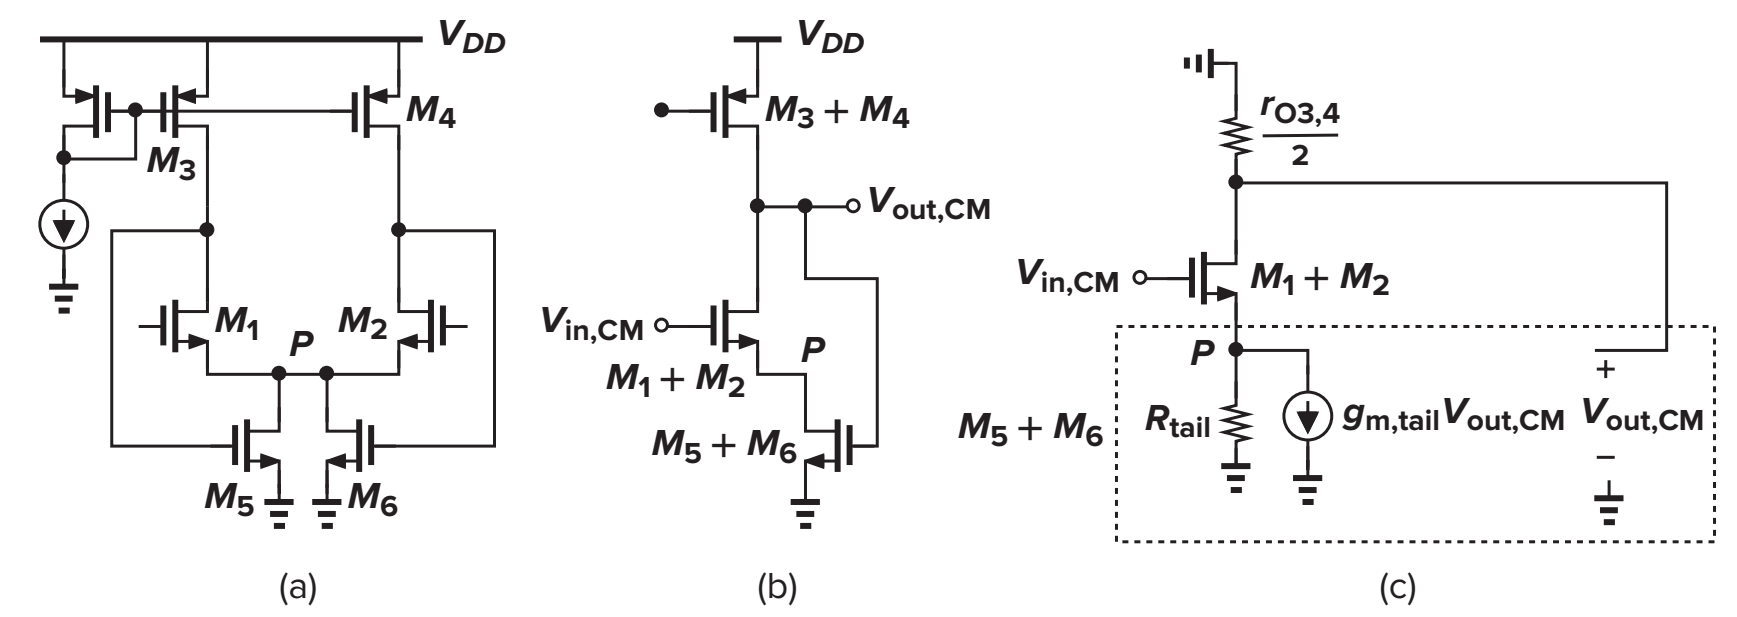 V_DD
M_4
M_3
M_1
M_2
P
M_5
M_6
(a)
V_DD
M_3 + M_4
V_out,CM
V_in,CM
P
M_1 + M_2
M_5 + M_6
(b)
r_O3,4
2
V_in,CM
M_1 + M_2
P
+
M_5 + M_6
R_tail
g_m,tail V_out,CM
V_out,CM
−
(c)